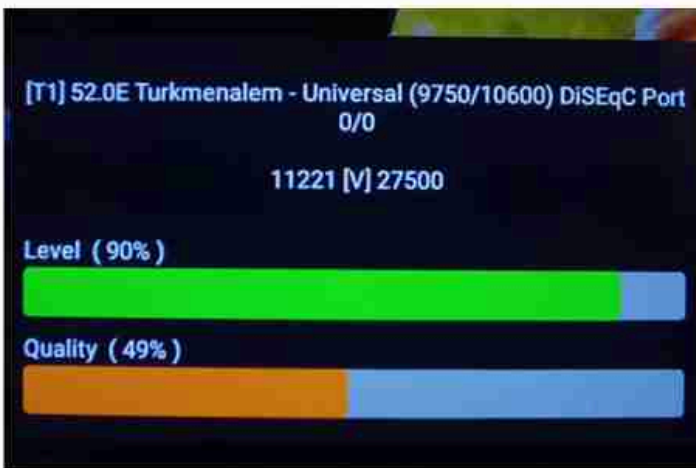 [T1] 52.0E Turkmenalem - Universal (9750/10600) DiSEqC Port
0/0
11221 [V] 27500
Level ( 90% )
Quality ( 49% )